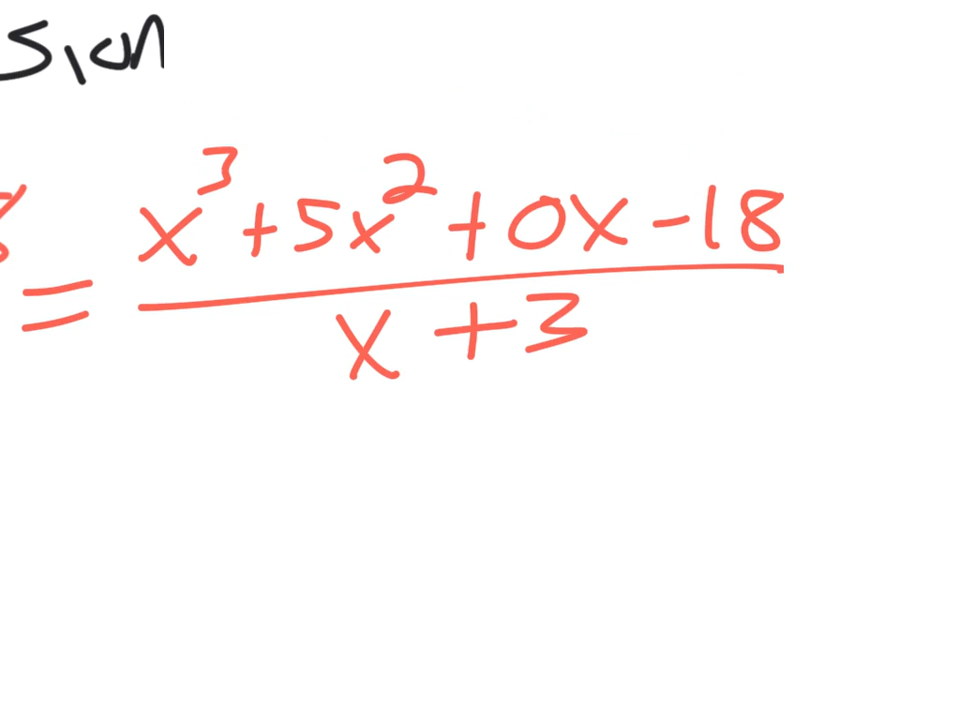 sion
= x³+5x²+0x-18
x+3